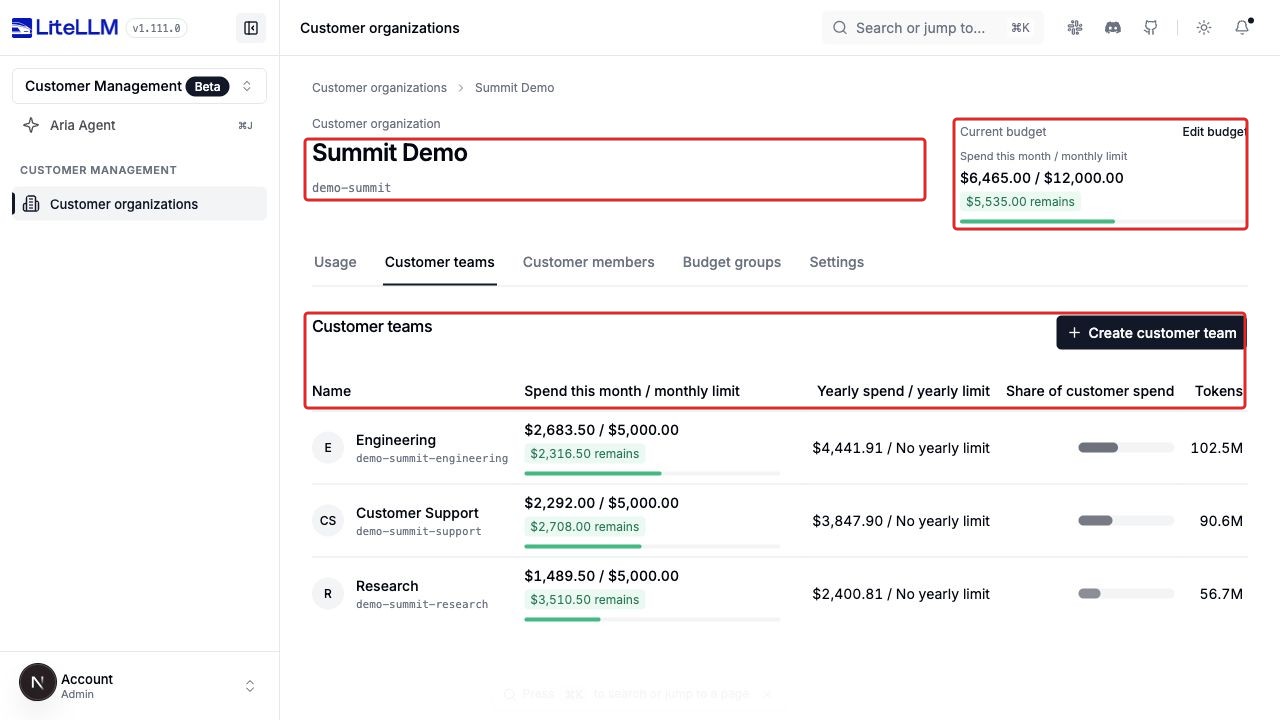 LiteLLM v1.111.0
Customer organizations
Search or jump to... ⌘K
Customer Management Beta
Aria Agent ⌘J
CUSTOMER MANAGEMENT
Customer organizations
Customer organizations > Summit Demo
Customer organization
Summit Demo
demo-summit
Current budget Edit budget
Spend this month / monthly limit
$6,465.00 / $12,000.00
$5,535.00 remains
Usage Customer teams Customer members Budget groups Settings
Customer teams
+ Create customer team
Name Spend this month / monthly limit Yearly spend / yearly limit Share of customer spend Tokens
E Engineering
demo-summit-engineering
$2,683.50 / $5,000.00
$2,316.50 remains
$4,441.91 / No yearly limit
102.5M
CS Customer Support
demo-summit-support
$2,292.00 / $5,000.00
$2,708.00 remains
$3,847.90 / No yearly limit
90.6M
R Research
demo-summit-research
$1,489.50 / $5,000.00
$3,510.50 remains
$2,400.81 / No yearly limit
56.7M
Press ⌘K to search or jump to a page
N Account
Admin